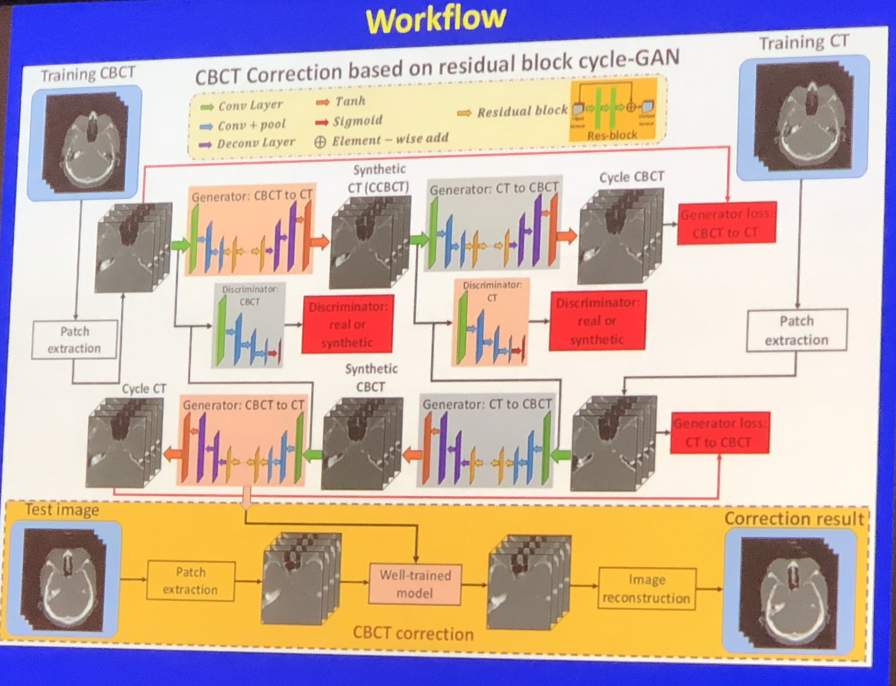 Workflow
Training CBCT
CBCT Correction based on residual block cycle-GAN
Training CT
Conv Layer
Tanh
Residual block
Conv + pool
Sigmoid
Deconv Layer
Element − wise add
Res-block
Synthetic
CT (CCBCT)
Generator: CBCT to CT
Generator: CT to CBCT
Cycle CBCT
Generator loss:
CBCT to CT
Discriminator:
CBCT
Discriminator:
real or
synthetic
Discriminator:
CT
Discriminator:
real or
synthetic
Patch
extraction
Patch
extraction
Cycle CT
Generator: CBCT to CT
Synthetic
CBCT
Generator: CT to CBCT
Generator loss:
CT to CBCT
Test image
Correction result
Patch
extraction
Well-trained
model
Image
reconstruction
CBCT correction